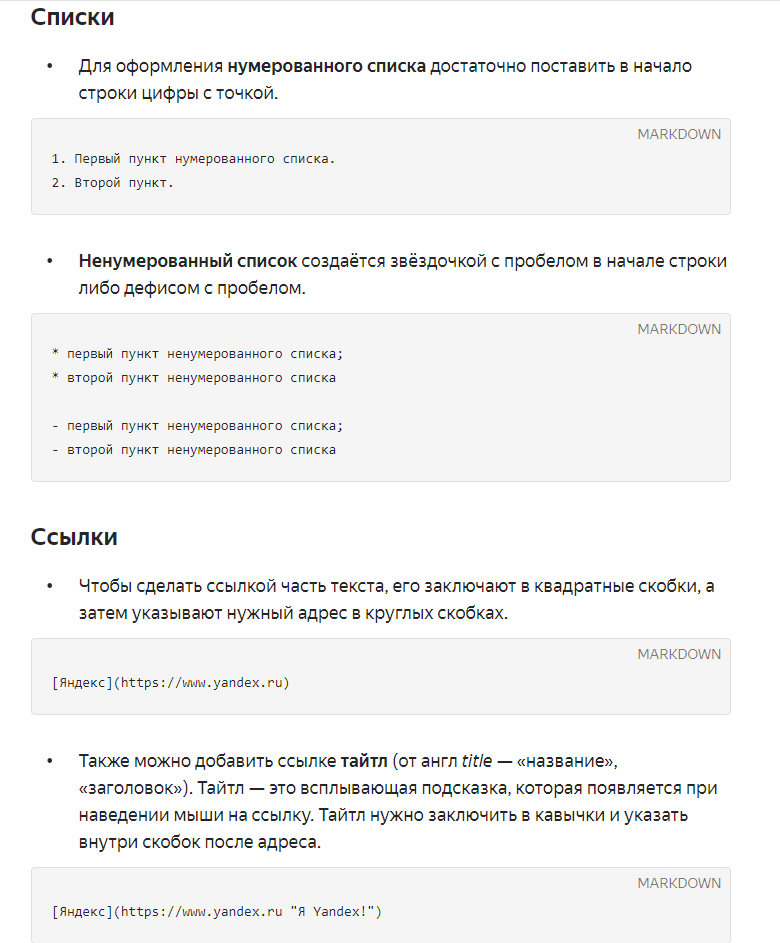 Списки
• Для оформления нумерованного списка достаточно поставить в начало
строки цифры с точкой.
MARKDOWN
1. Первый пункт нумерованного списка.
2. Второй пункт.
• Ненумерованный список создаётся звёздочкой с пробелом в начале строки
либо дефисом с пробелом.
MARKDOWN
* первый пункт ненумерованного списка;
* второй пункт ненумерованного списка
- первый пункт ненумерованного списка;
- второй пункт ненумерованного списка
Ссылки
• Чтобы сделать ссылкой часть текста, его заключают в квадратные скобки, а
затем указывают нужный адрес в круглых скобках.
MARKDOWN
[Яндекс](https://www.yandex.ru)
• Также можно добавить ссылке тайтл (от англ title — «название»,
«заголовок»). Тайтл — это всплывающая подсказка, которая появляется при
наведении мыши на ссылку. Тайтл нужно заключить в кавычки и указать
внутри скобок после адреса.
MARKDOWN
[Яндекс](https://www.yandex.ru "Я Yandex!")